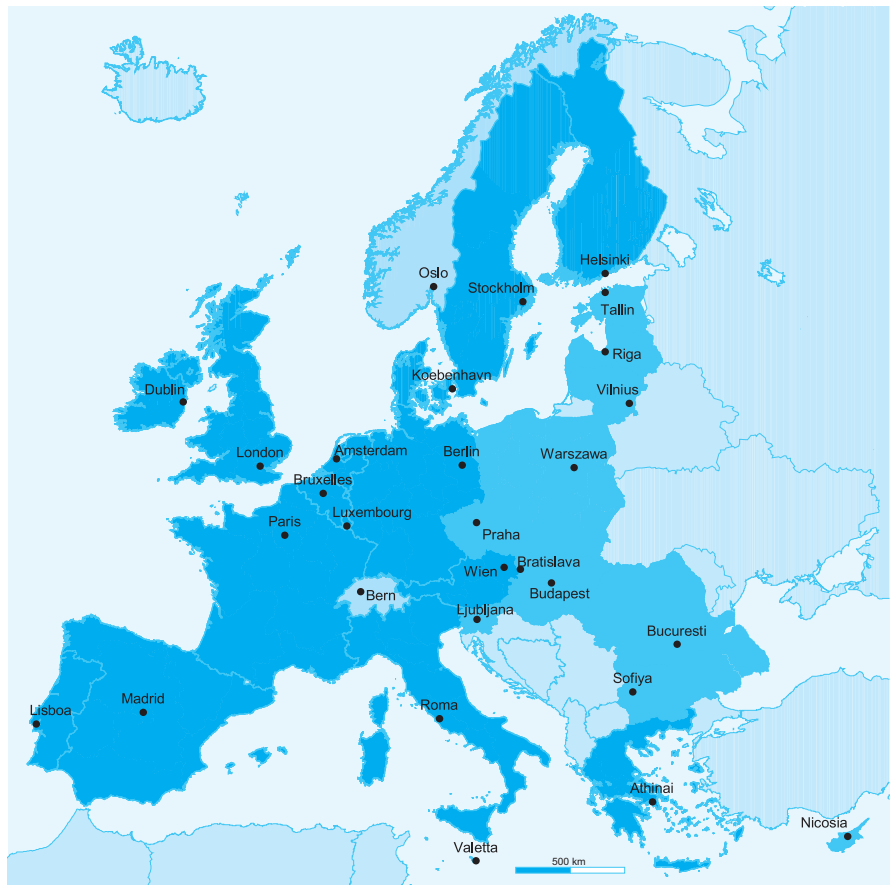 Oslo
Helsinki
Stockholm
Tallin
Riga
Koebenhavn
Dublin
Vilnius
London
Amsterdam
Berlin
Warszawa
Bruxelles
Paris
Luxembourg
Praha
Wien
Bratislava
Bern
Budapest
Ljubljana
Bucuresti
Sofiya
Lisboa
Madrid
Roma
Athinai
Nicosia
Valetta
500 km